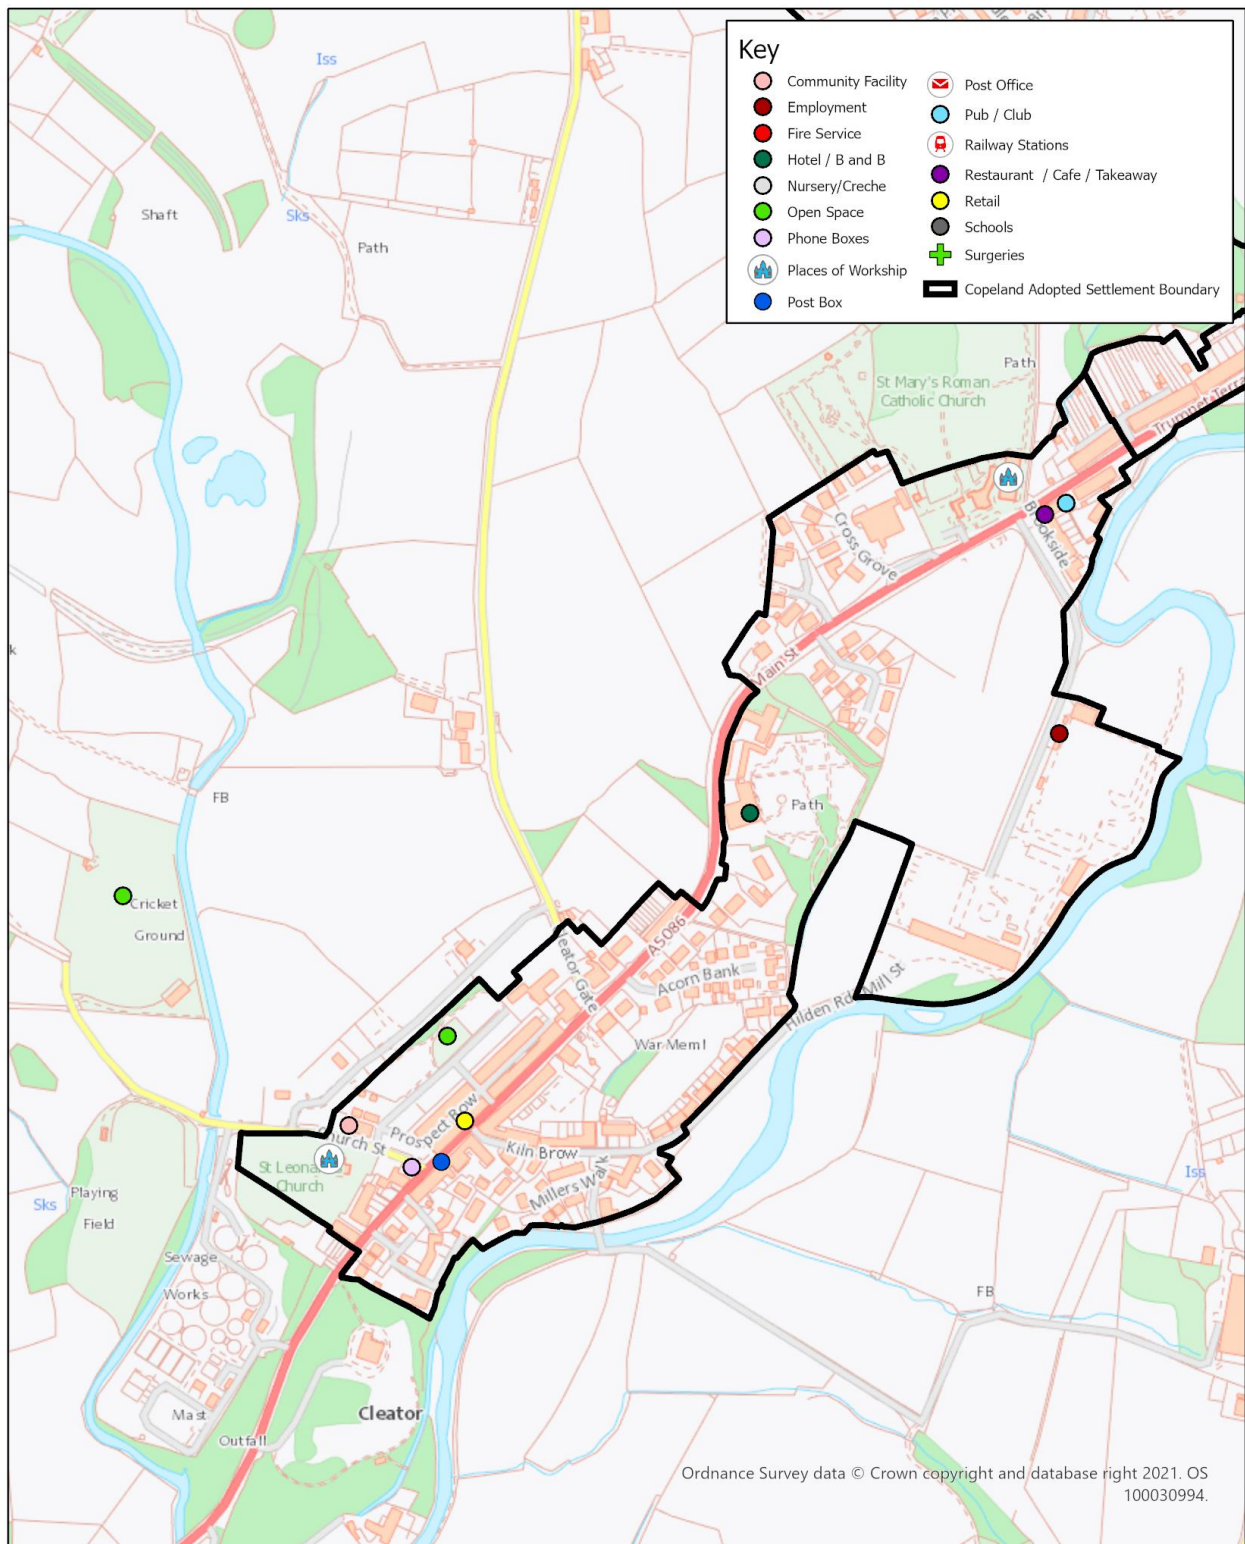 Key
Community Facility
Employment
Fire Service
Hotel / B and B
Nursery/Creche
Open Space
Phone Boxes
Places of Workship
Post Box
Post Office
Pub / Club
Railway Stations
Restaurant / Cafe / Takeaway
Retail
Schools
Surgeries
Copeland Adopted Settlement Boundary
Iss
Shaft
Sks
Path
Path
St Mary's Roman
Catholic Church
Trumpet Terra
Cross Grove
Brookside
Main St
k
FB
Path
Cricket
Ground
leator Gate
A5086
Acorn Bank
Hilden Rd
Mill St
War Meml
Prospect Row
Church St
Kiln Brow
Millers Walk
St Leonards
Church
Iss
Playing
Field
Sks
Sewage
Works
FB
Mast
Cleator
Outfall
Ordnance Survey data © Crown copyright and database right 2021. OS
100030994.